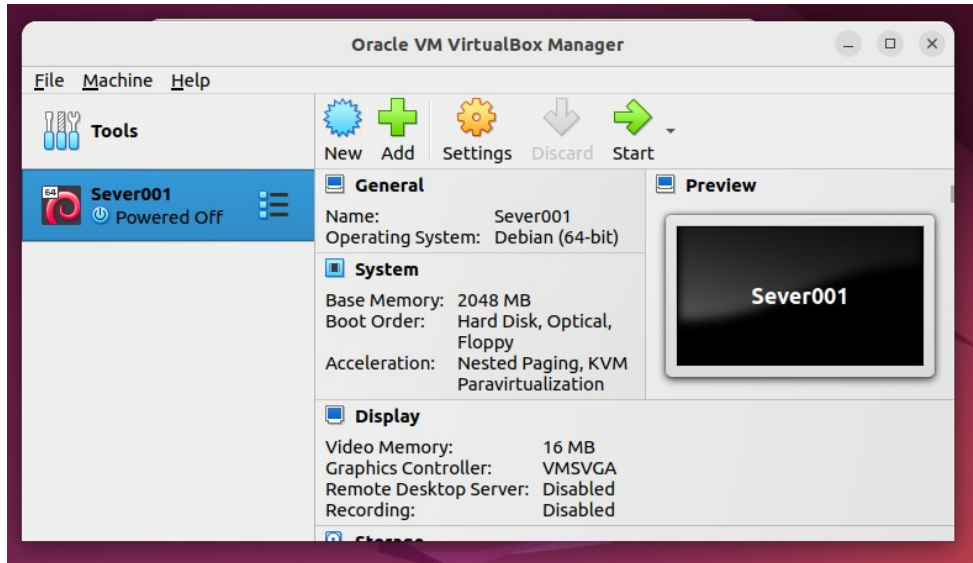 Oracle VM VirtualBox Manager
File Machine Help
Tools
New Add Settings Discard Start
64
Sever001
Powered Off
General
Name: Sever001
Operating System: Debian (64-bit)
System
Base Memory: 2048 MB
Boot Order: Hard Disk, Optical,
Floppy
Acceleration: Nested Paging, KVM
Paravirtualization
Preview
Sever001
Display
Video Memory: 16 MB
Graphics Controller: VMSVGA
Remote Desktop Server: Disabled
Recording: Disabled
Storage